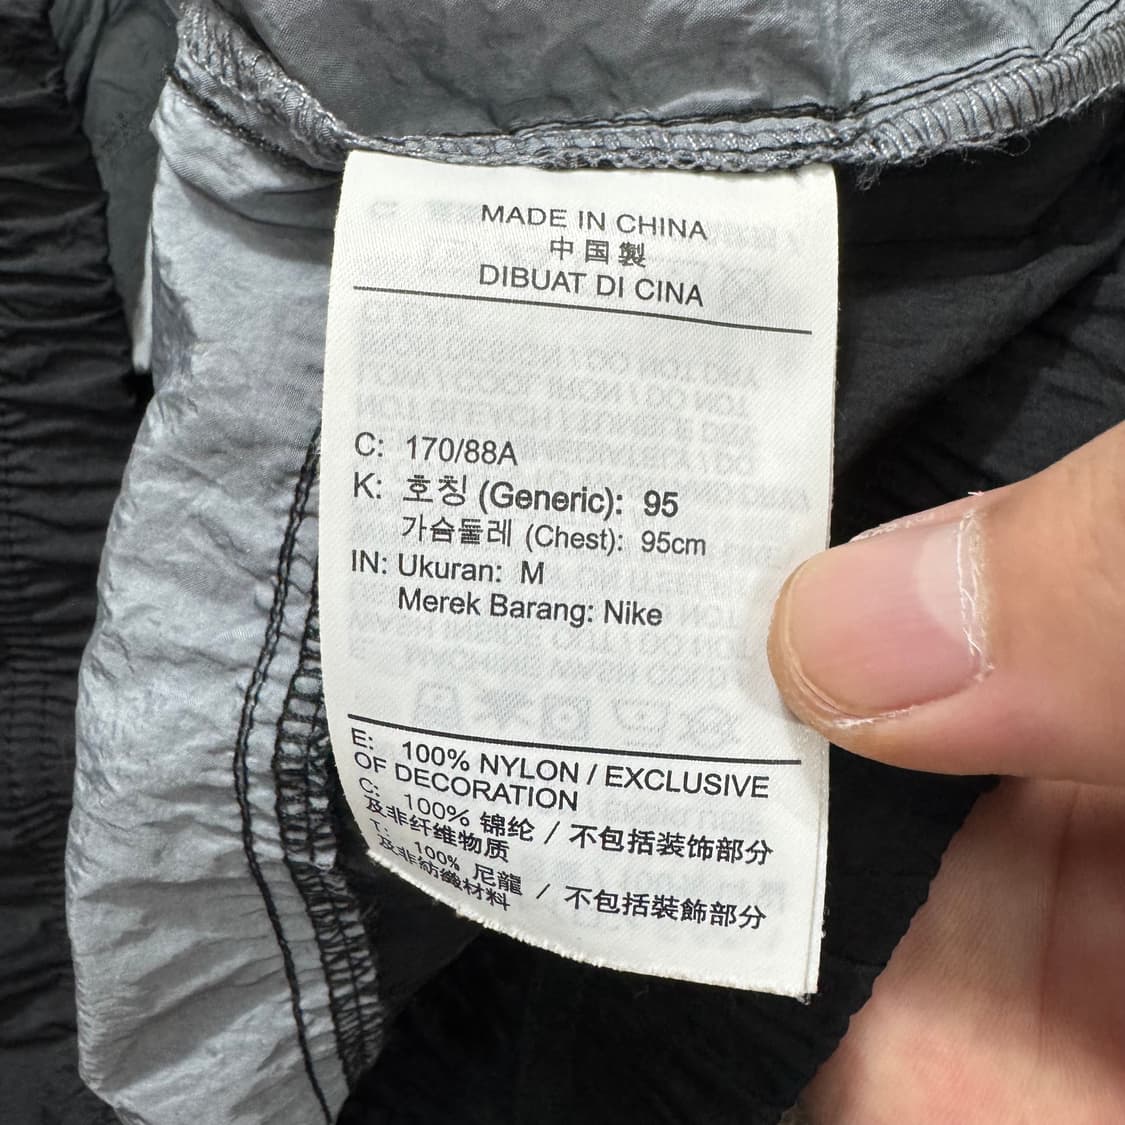 MADE IN CHINA
中国製
DIBUAT DI CINA
C: 170/88A
K: 호칭 (Generic): 95
가슴둘레 (Chest): 95cm
IN: Ukuran: M
Merek Barang: Nike
E: 100% NYLON / EXCLUSIVE
OF DECORATION
C: 100% 锦纶 / 不包括装饰部分
及非纤维物质
T: 100% 尼龍 / 不包括裝飾部分
及非紡織材料